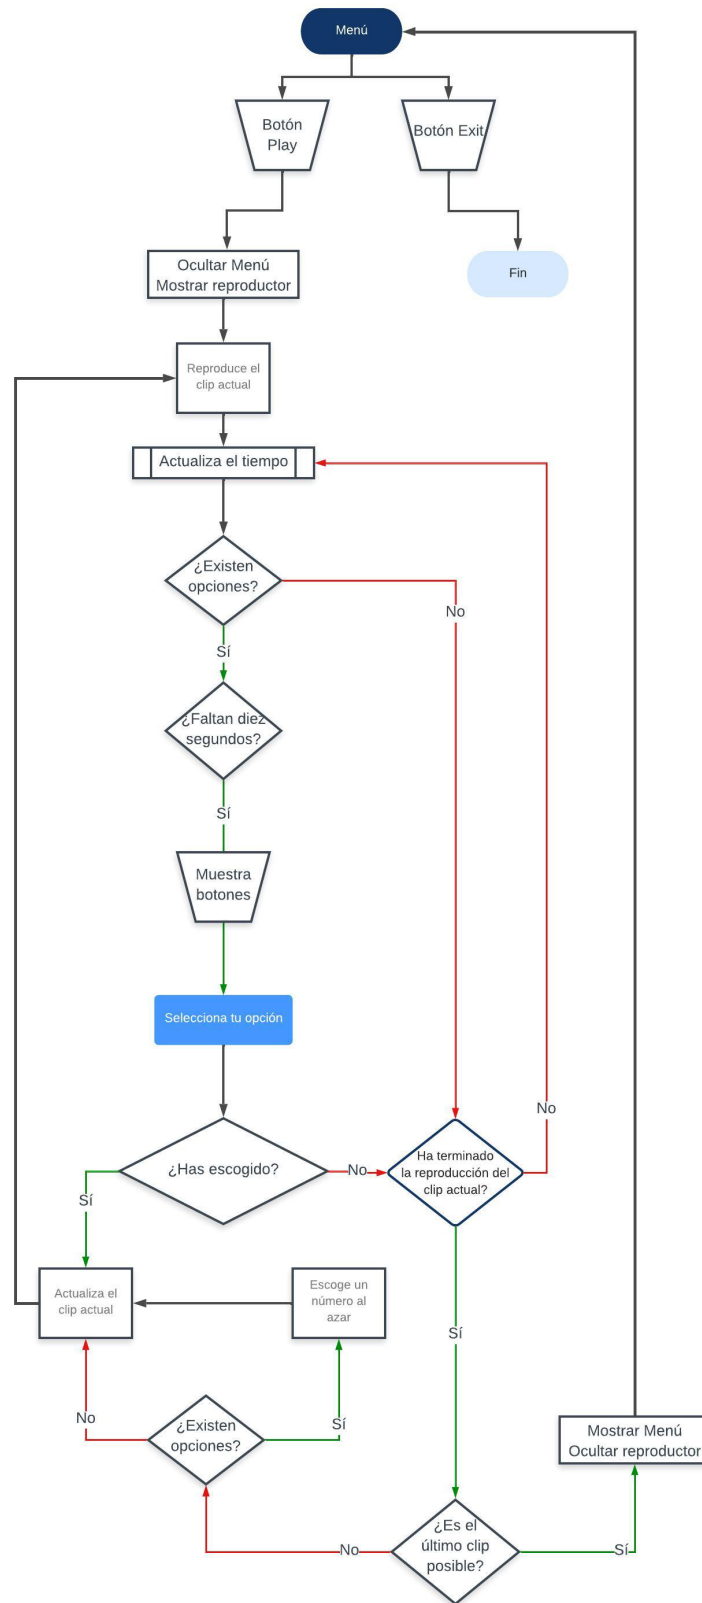 Menú
Botón
Play
Botón Exit
Ocultar Menú
Mostrar reproductor
Fin
Reproduce el
clip actual
Actualiza el tiempo
¿Existen
opciones?
No
Sí
¿Faltan diez
segundos?
Sí
Muestra
botones
Selecciona tu opción
No
¿Has escogido?
No
Ha terminado
la reproducción del
clip actual?
Sí
Actualiza el
clip actual
Escoge un
número al
azar
Sí
No
¿Existen
opciones?
Sí
Mostrar Menú
Ocultar reproductor
No
¿Es el
último clip
posible?
Sí